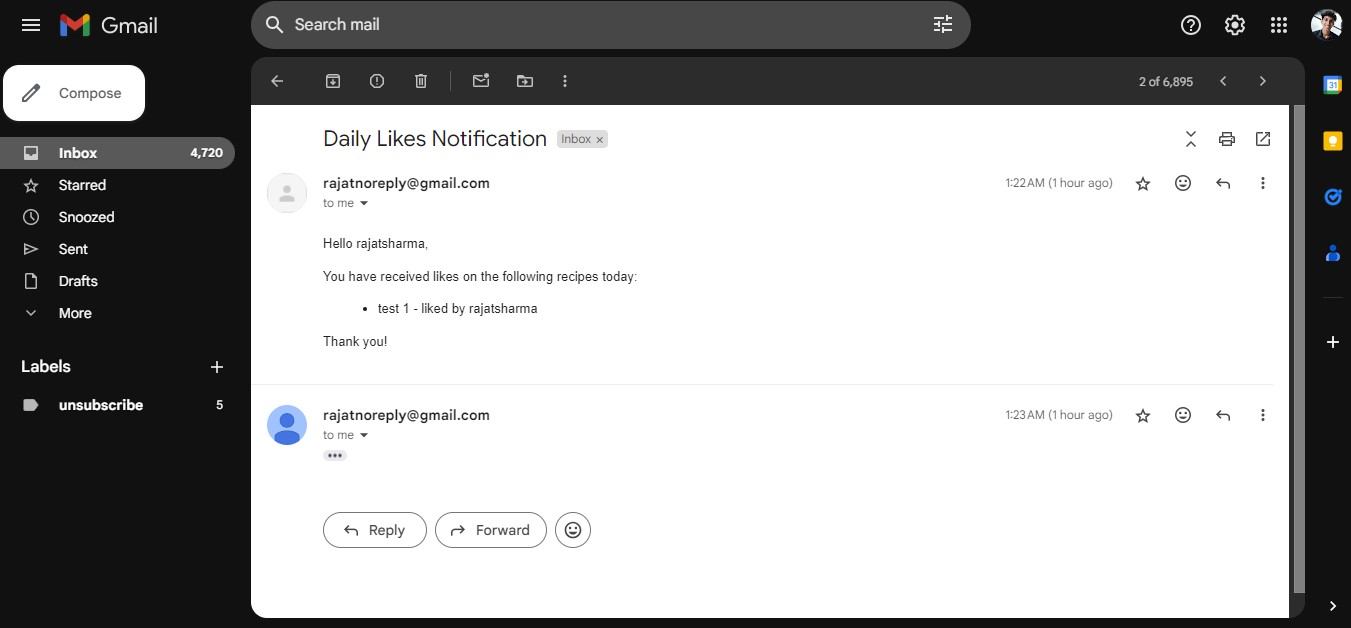 Gmail
Search mail
Compose
2 of 6,895
Inbox 4,720
Starred
Snoozed
Sent
Drafts
More
Labels
unsubscribe 5
Daily Likes Notification Inbox ×
rajatnoreply@gmail.com 1:22 AM (1 hour ago)
to me
Hello rajatsharma,
You have received likes on the following recipes today:
• test 1 - liked by rajatsharma
Thank you!
rajatnoreply@gmail.com 1:23 AM (1 hour ago)
to me
•••
Reply Forward
31